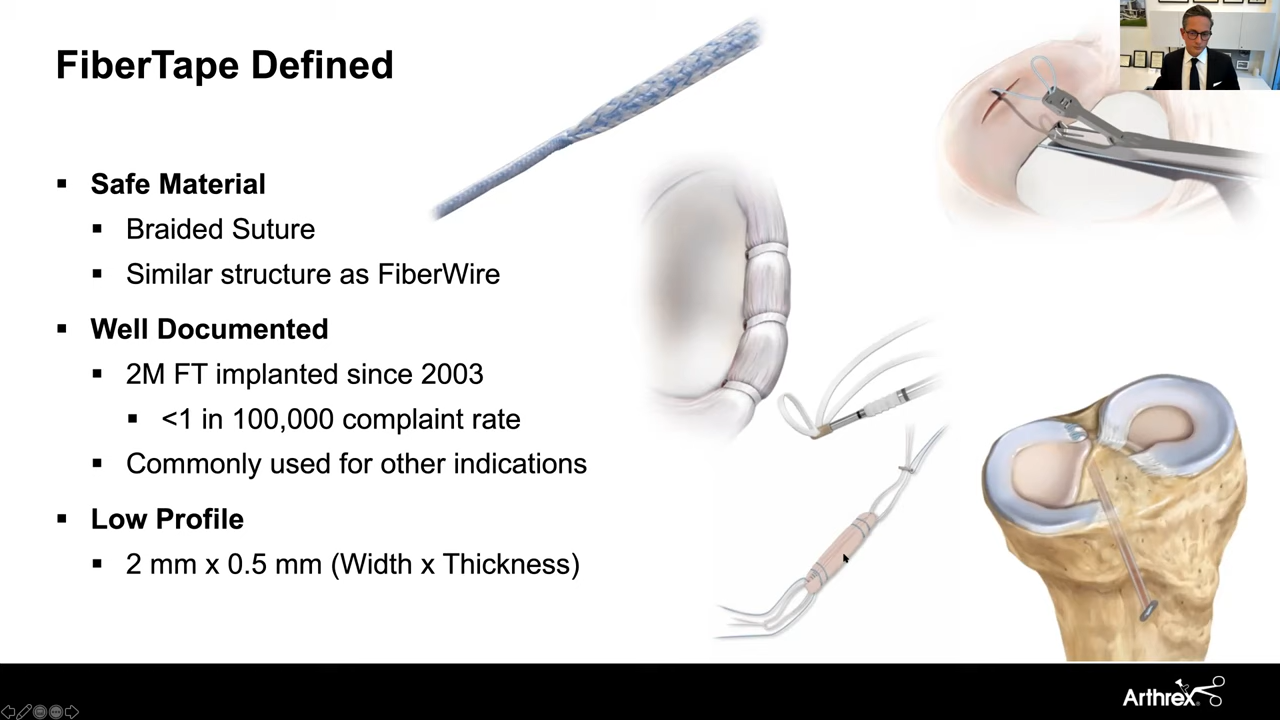 FiberTape Defined
Safe Material
Braided Suture
Similar structure as FiberWire
Well Documented
2M FT implanted since 2003
<1 in 100,000 complaint rate
Commonly used for other indications
Low Profile
2 mm x 0.5 mm (Width x Thickness)
Arthrex